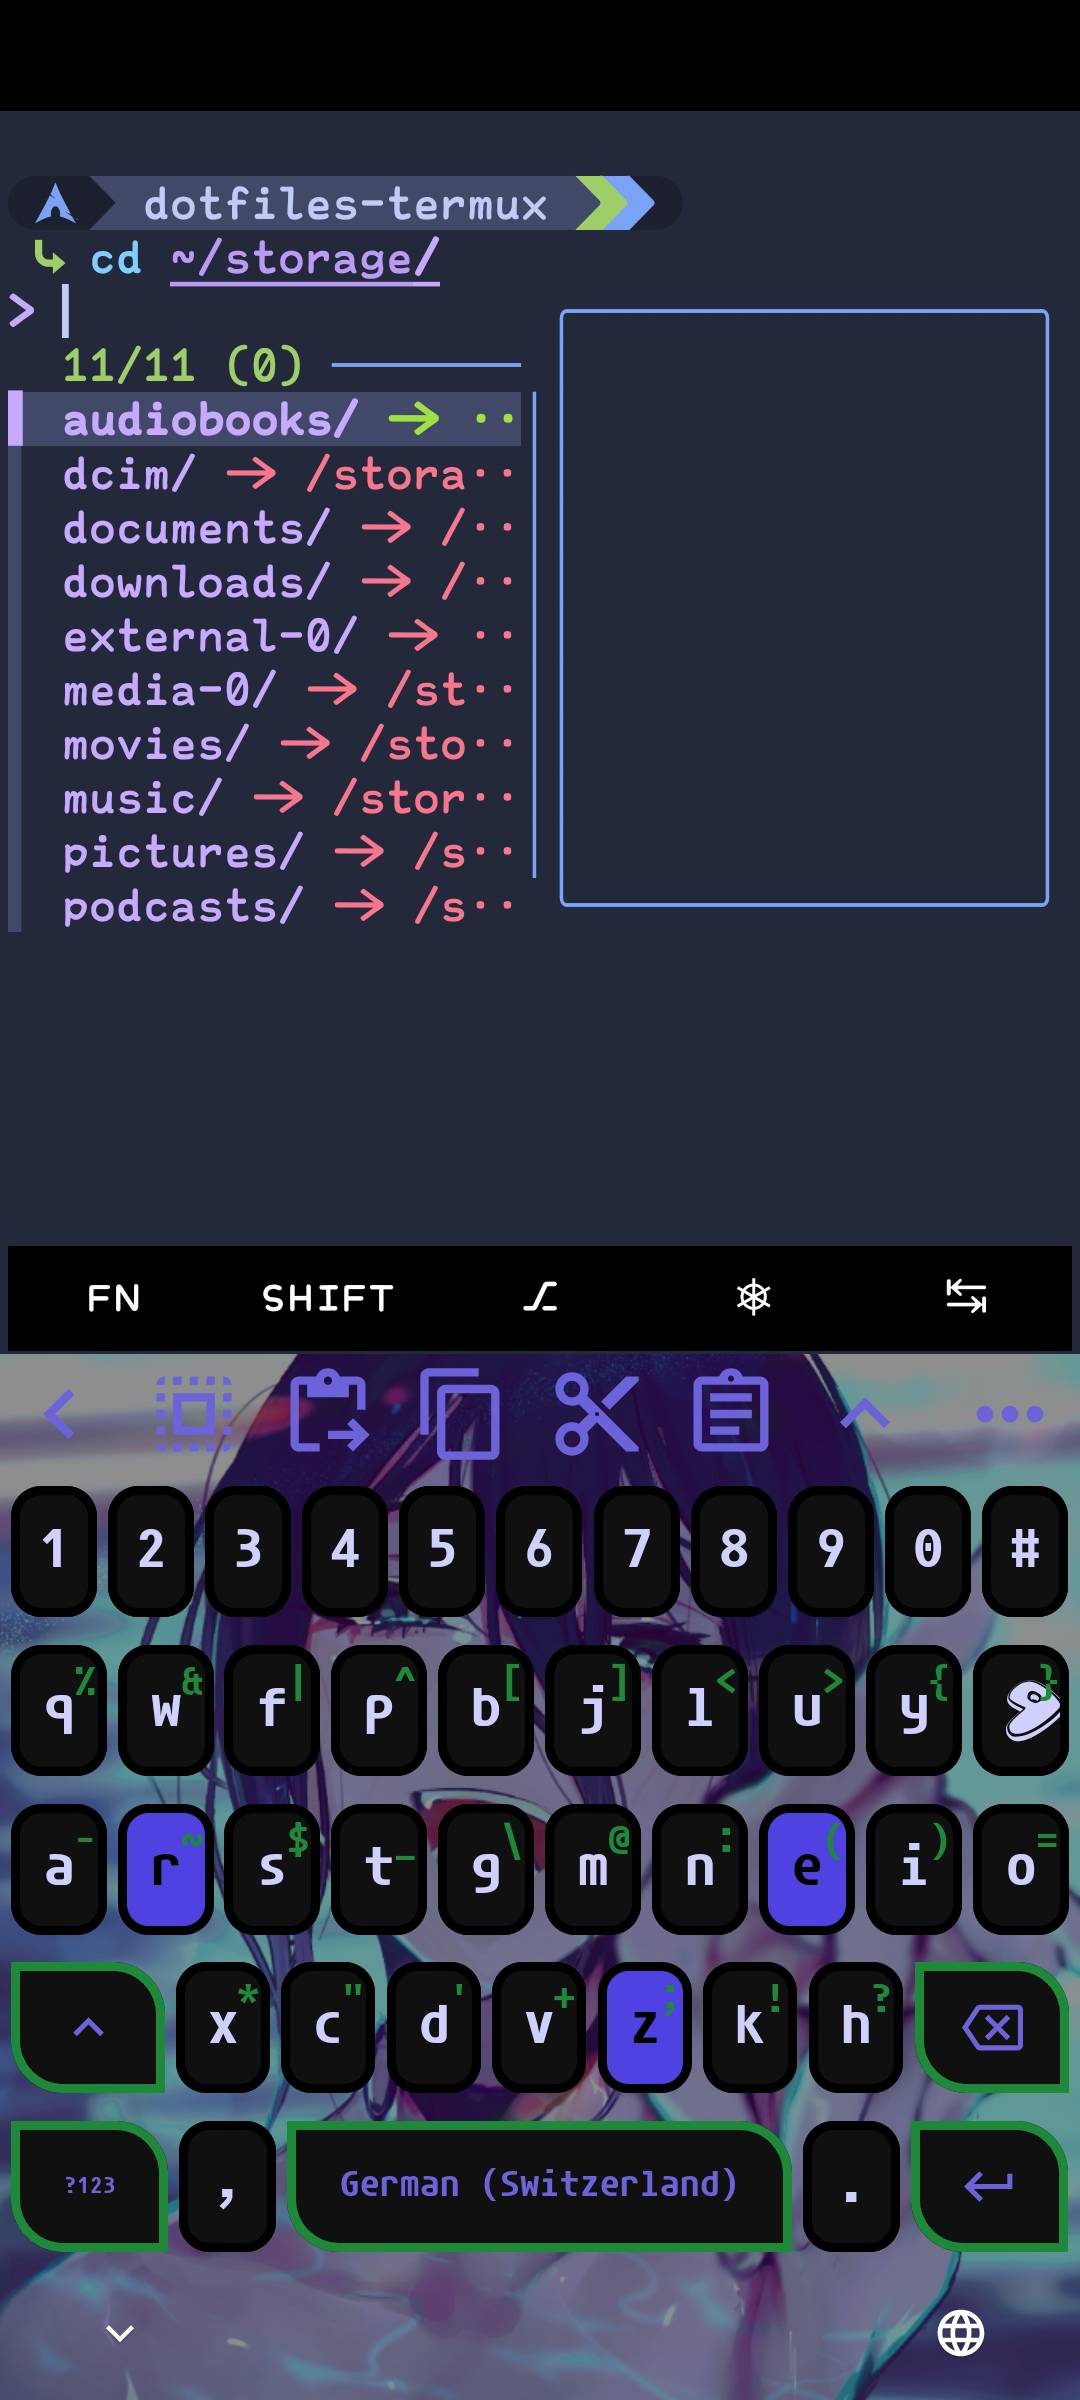 dotfiles-termux
cd ~/storage/
>
11/11 (0)
audiobooks/ → ··
dcim/ → /stora··
documents/ → /··
downloads/ → /··
external-0/ → ··
media-0/ → /st··
movies/ → /sto··
music/ → /stor··
pictures/ → /s··
podcasts/ → /s··
FN SHIFT
1 2 3 4 5 6 7 8 9 0 #
q % w & f | p ^ b [ j ] l < u > y { }
a - r ~ s $ t _ g \ m @ n : e ( i ) o =
x * c " d ' v + z ; k ! h ?
?123 , German (Switzerland) .